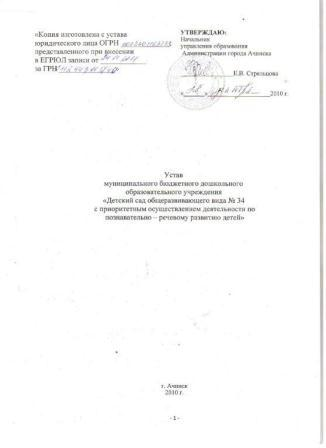 «Копия изготовлена с устава
юридического лица ОГРН
представленного при внесении
в ЕГРЮЛ записи от
за ГРН
УТВЕРЖДАЮ:
Начальник
управления образования
Администрации города Ачинска
Е.В. Стрельцова
2010 г.
Устав
муниципального бюджетного дошкольного
образовательного учреждения
«Детский сад общеразвивающего вида № 34
с приоритетным осуществлением деятельности по
познавательно – речевому развитию детей»
г. Ачинск
2010 г.
- 1 -